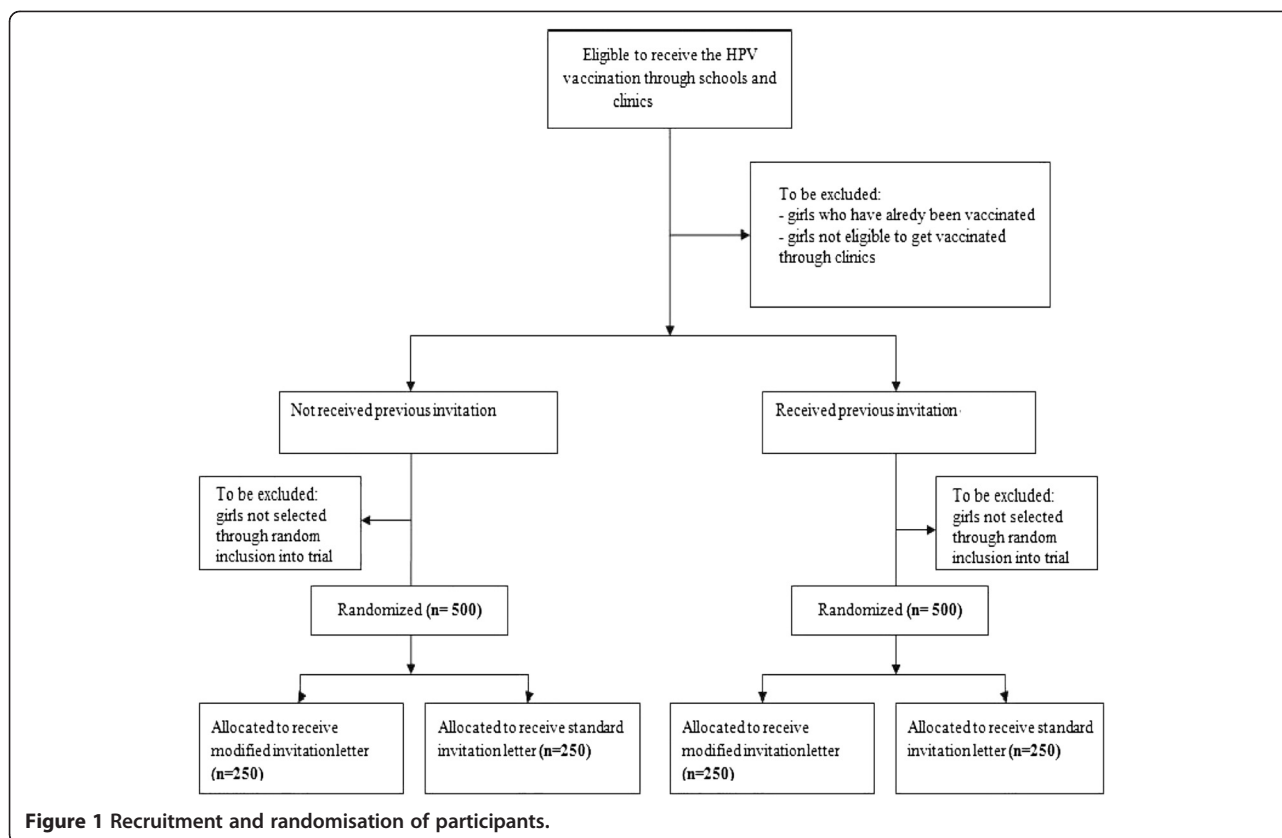 Eligible to receive the HPV
vaccination through schools and
clinics
To be excluded:
- girls who have alredy been vaccinated
- girls not eligible to get vaccinated
through clinics
Not received previous invitation
Received previous invitation
To be excluded:
girls not selected
through random
inclusion into trial
To be excluded:
girls not selected
through random
inclusion into trial
Randomized (n= 500)
Randomized (n= 500)
Allocated to receive
modified invitation letter
(n=250)
Allocated to receive standard
invitation letter (n=250)
Allocated to receive
modified invitation letter
(n=250)
Allocated to receive standard
invitation letter (n=250)
Figure 1 Recruitment and randomisation of participants.